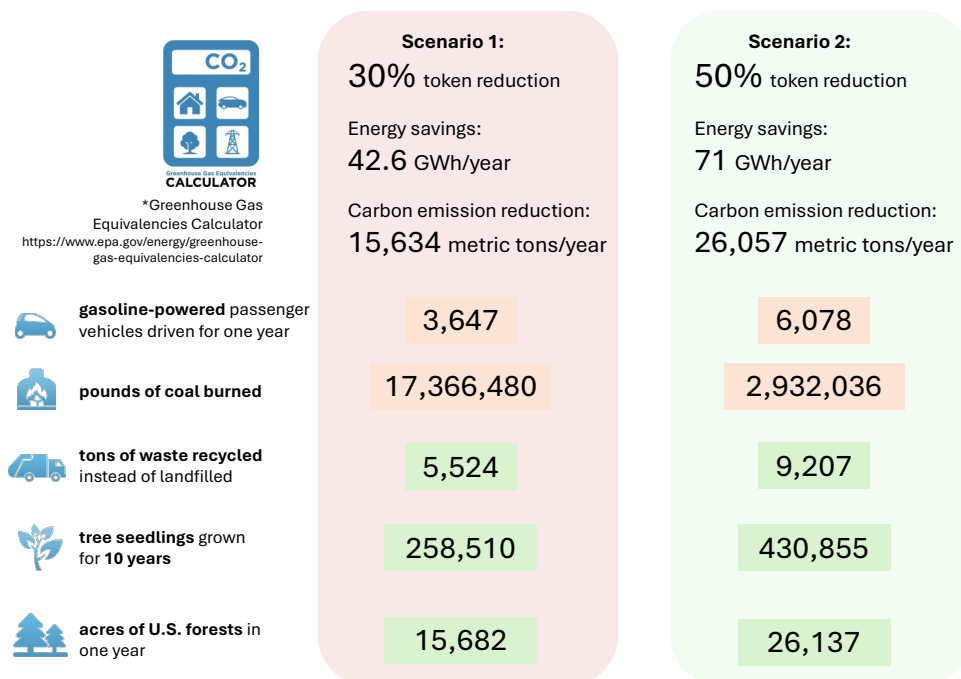 CO2
Greenhouse Gas Equivalencies
CALCULATOR
*Greenhouse Gas
Equivalencies Calculator
https://www.epa.gov/energy/greenhouse-
gas-equivalencies-calculator
Scenario 1:
30% token reduction
Energy savings:
42.6 GWh/year
Carbon emission reduction:
15,634 metric tons/year
Scenario 2:
50% token reduction
Energy savings:
71 GWh/year
Carbon emission reduction:
26,057 metric tons/year
gasoline-powered passenger
vehicles driven for one year
3,647
6,078
pounds of coal burned
17,366,480
2,932,036
tons of waste recycled
instead of landfilled
5,524
9,207
tree seedlings grown
for 10 years
258,510
430,855
acres of U.S. forests in
one year
15,682
26,137